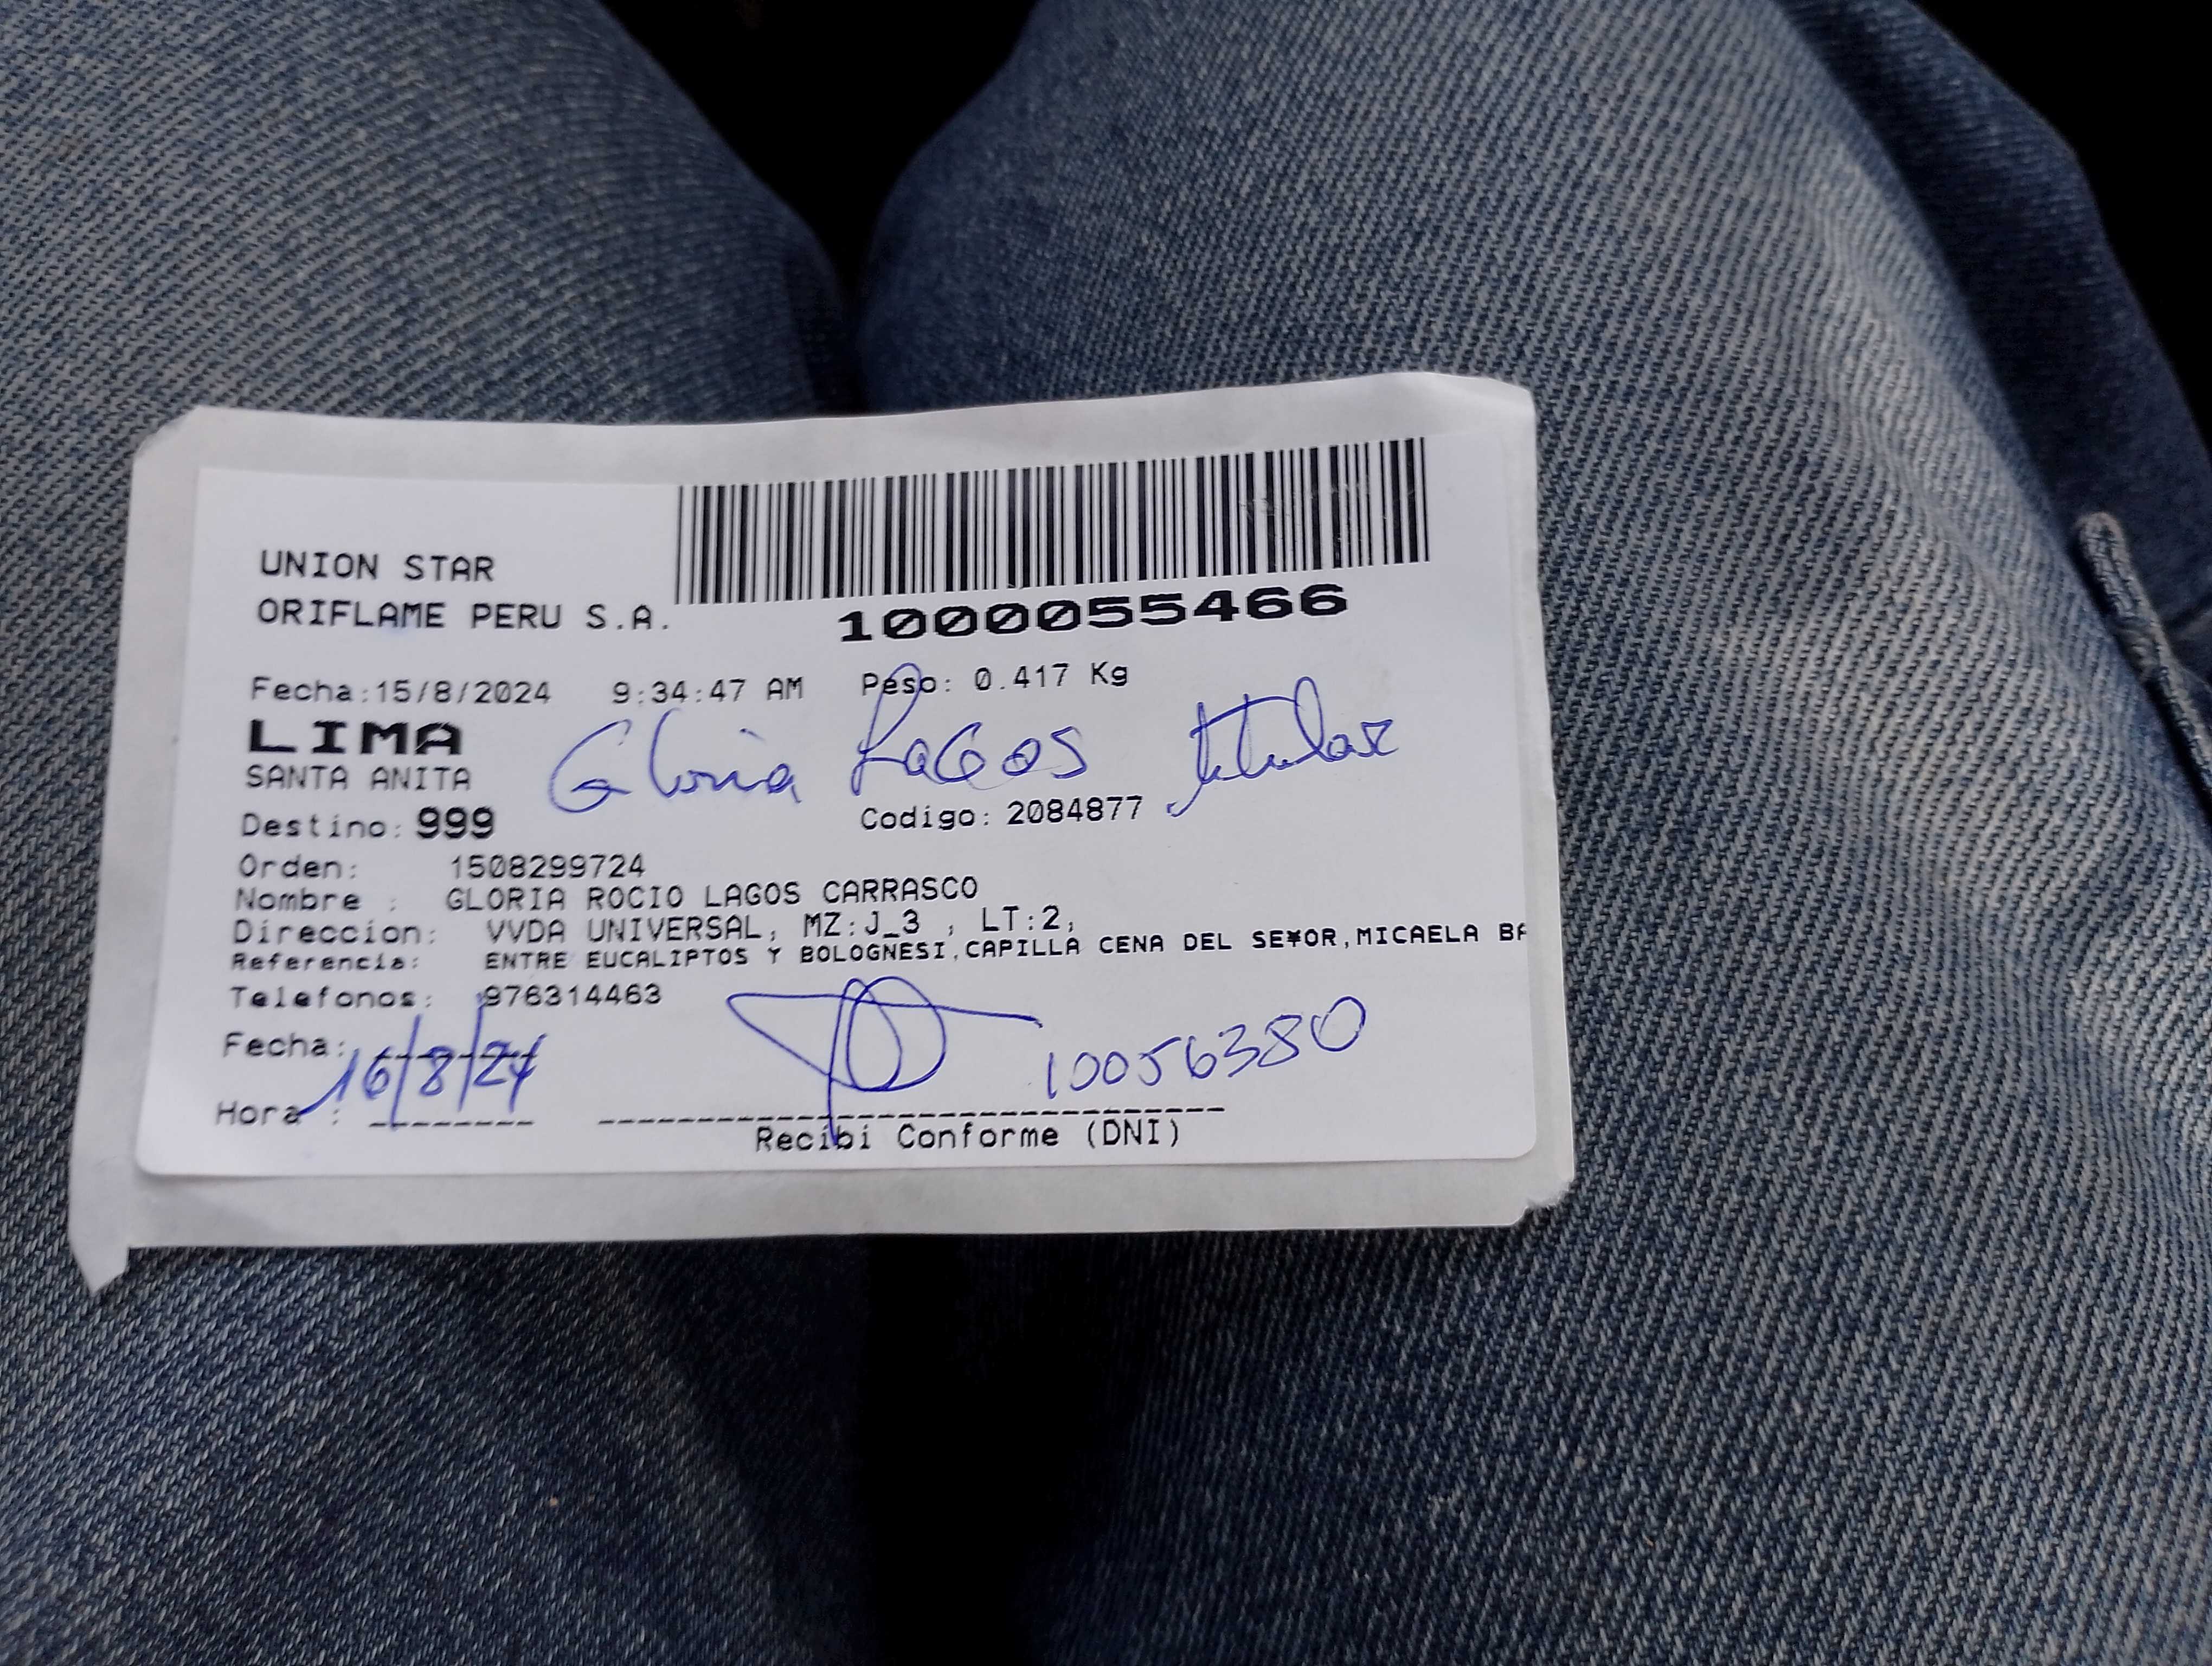 UNION STAR
ORIFLAME PERU S.A.
1000055466
Fecha:15/8/2024 9:34:47 AM Peso: 0.417 Kg
LIMA
Gloria Lagos titular
SANTA ANITA
Destino: 999 Codigo: 2084877
Orden: 1508299724
Nombre : GLORIA ROCIO LAGOS CARRASCO
Direccion: VVDA UNIVERSAL, MZ:J_3 , LT:2,
Referencia: ENTRE EUCALIPTOS Y BOLOGNESI,CAPILLA CENA DEL SE¥OR,MICAELA BA
Telefonos: 976314463
Fecha: 16/8/24
10056380
Hora :
Recibi Conforme (DNI)